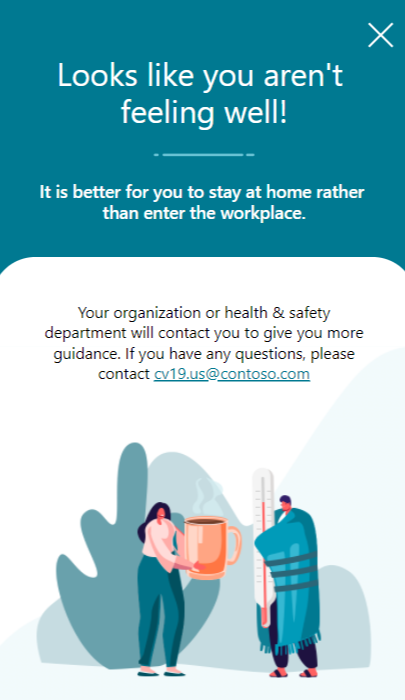 Looks like you aren't
feeling well!
It is better for you to stay at home rather
than enter the workplace.
Your organization or health & safety
department will contact you to give you more
guidance. If you have any questions, please
contact cv19.us@contoso.com